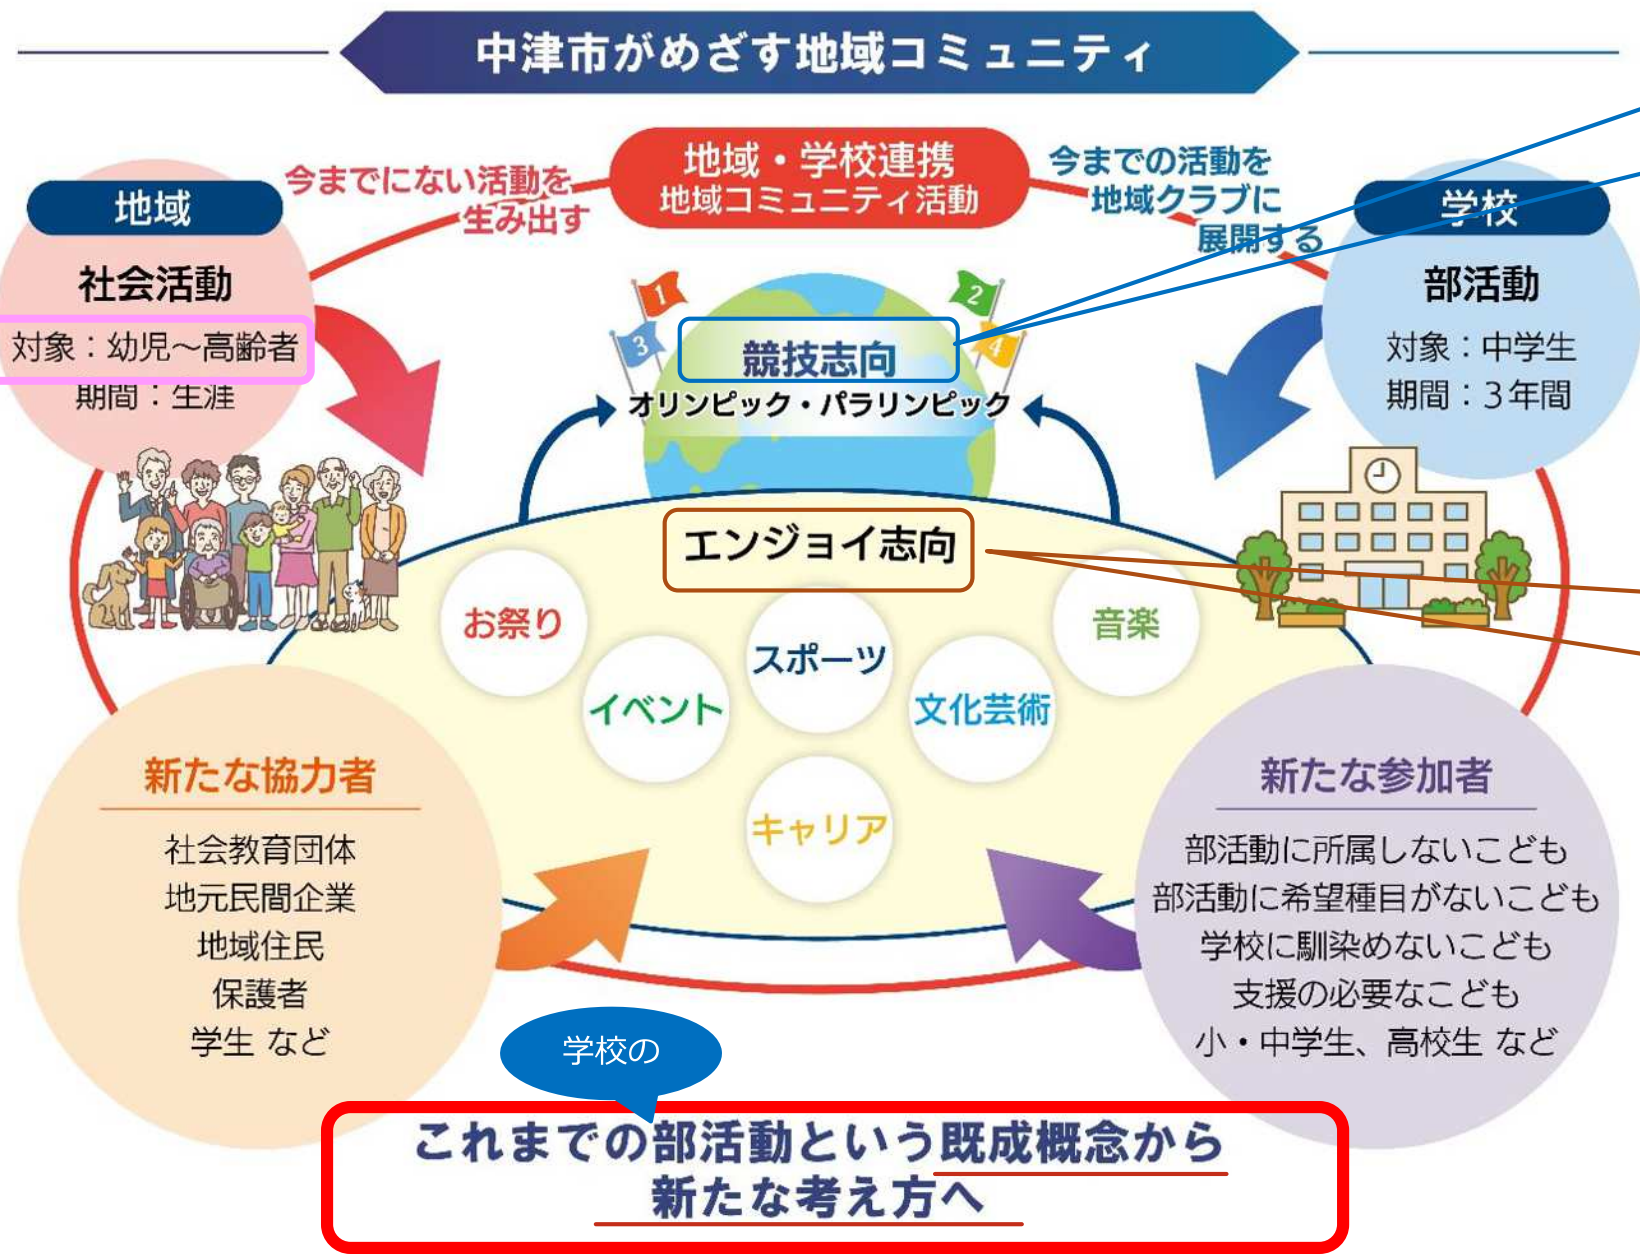 中津市がめざす地域コミュニティ
地域・学校連携
地域コミュニティ活動
今までにない活動を
生み出す
今までの活動を
地域クラブに
展開する
地域
社会活動
対象：幼児～高齢者
期間：生涯
学校
部活動
対象：中学生
期間：3年間
1
2
3
4
競技志向
オリンピック・パラリンピック
エンジョイ志向
お祭り
イベント
スポーツ
文化芸術
音楽
キャリア
新たな協力者
社会教育団体
地元民間企業
地域住民
保護者
学生 など
新たな参加者
部活動に所属しないこども
部活動に希望種目がないこども
学校に馴染めないこども
支援の必要なこども
小・中学生、高校生 など
学校の
これまでの部活動という既成概念から
新たな考え方へ